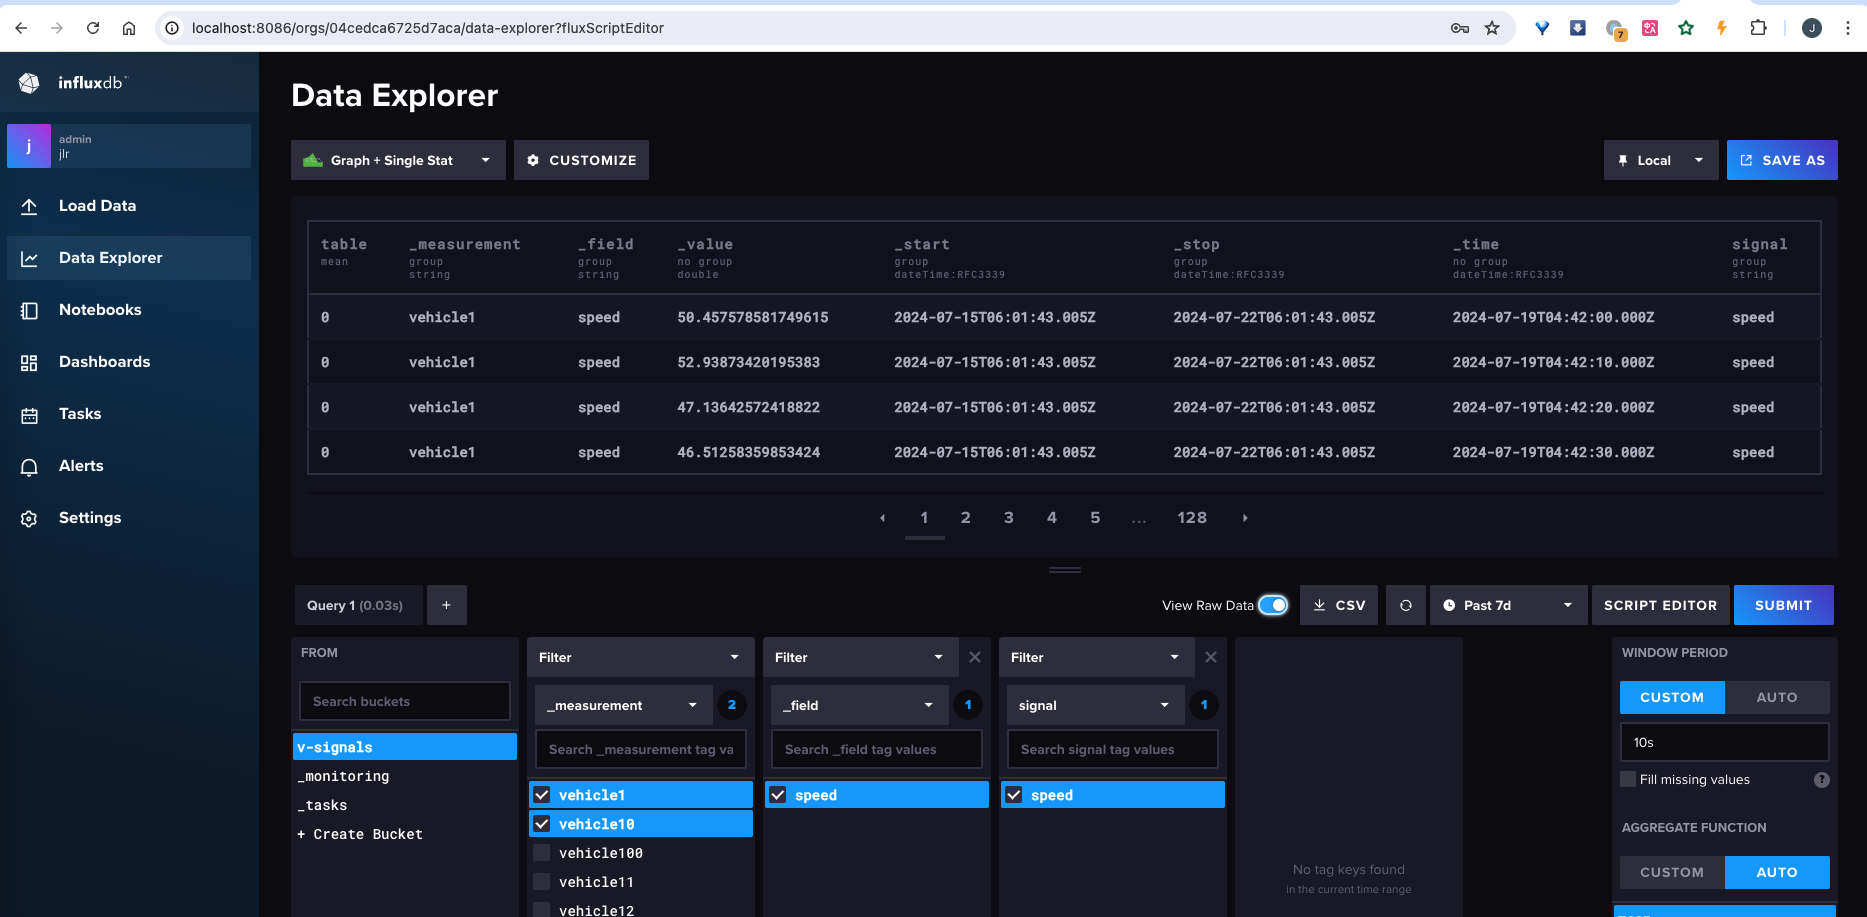 localhost:8086/orgs/04cedca6725d7aca/data-explorer?fluxScriptEditor
7
J
influxdb™
j
admin
jlr
Load Data
Data Explorer
Notebooks
Dashboards
Tasks
Alerts
Settings
Data Explorer
Graph + Single Stat
CUSTOMIZE
Local
SAVE AS
table _measurement _field _value _start _stop _time signal
mean group group no group group group no group group
string string double dateTime:RFC3339 dateTime:RFC3339 dateTime:RFC3339 string
0 vehicle1 speed 50.457578581749615 2024-07-15T06:01:43.005Z 2024-07-22T06:01:43.005Z 2024-07-19T04:42:00.000Z speed
0 vehicle1 speed 52.93873420195383 2024-07-15T06:01:43.005Z 2024-07-22T06:01:43.005Z 2024-07-19T04:42:10.000Z speed
0 vehicle1 speed 47.13642572418822 2024-07-15T06:01:43.005Z 2024-07-22T06:01:43.005Z 2024-07-19T04:42:20.000Z speed
0 vehicle1 speed 46.51258359853424 2024-07-15T06:01:43.005Z 2024-07-22T06:01:43.005Z 2024-07-19T04:42:30.000Z speed
1 2 3 4 5 ... 128
Query 1 (0.03s)
+
View Raw Data
CSV
Past 7d
SCRIPT EDITOR
SUBMIT
FROM
Search buckets
v-signals
_monitoring
_tasks
+ Create Bucket
Filter
_measurement
2
Search _measurement tag va
vehicle1
vehicle10
vehicle100
vehicle11
vehicle12
Filter
_field
1
Search _field tag values
speed
Filter
signal
1
Search signal tag values
speed
No tag keys found
in the current time range
WINDOW PERIOD
CUSTOM AUTO
10s
Fill missing values
?
AGGREGATE FUNCTION
CUSTOM AUTO